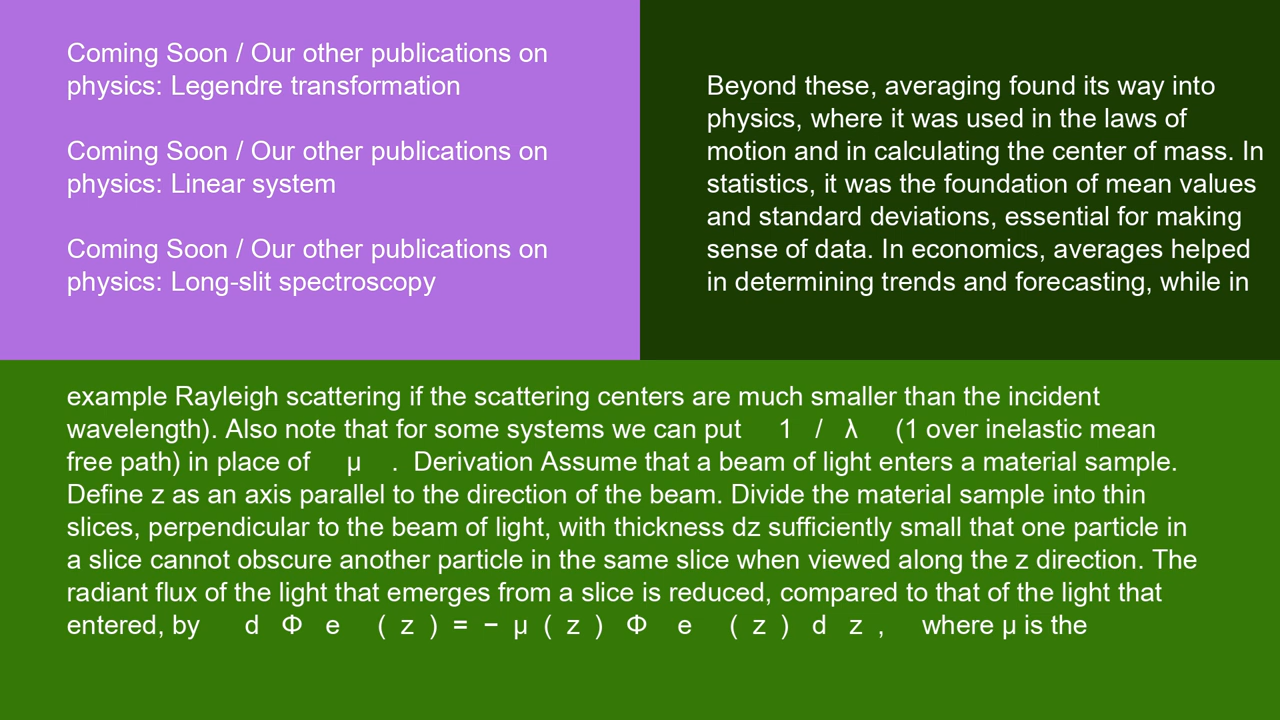 Coming Soon / Our other publications on
physics: Legendre transformation
Coming Soon / Our other publications on
physics: Linear system
Coming Soon / Our other publications on
physics: Long-slit spectroscopy
Beyond these, averaging found its way into
physics, where it was used in the laws of
motion and in calculating the center of mass. In
statistics, it was the foundation of mean values
and standard deviations, essential for making
sense of data. In economics, averages helped
in determining trends and forecasting, while in
example Rayleigh scattering if the scattering centers are much smaller than the incident
wavelength). Also note that for some systems we can put 1 / λ (1 over inelastic mean
free path) in place of μ . Derivation Assume that a beam of light enters a material sample.
Define z as an axis parallel to the direction of the beam. Divide the material sample into thin
slices, perpendicular to the beam of light, with thickness dz sufficiently small that one particle in
a slice cannot obscure another particle in the same slice when viewed along the z direction. The
radiant flux of the light that emerges from a slice is reduced, compared to that of the light that
entered, by d Φ e ( z ) = − μ ( z ) Φ e ( z ) d z , where μ is the